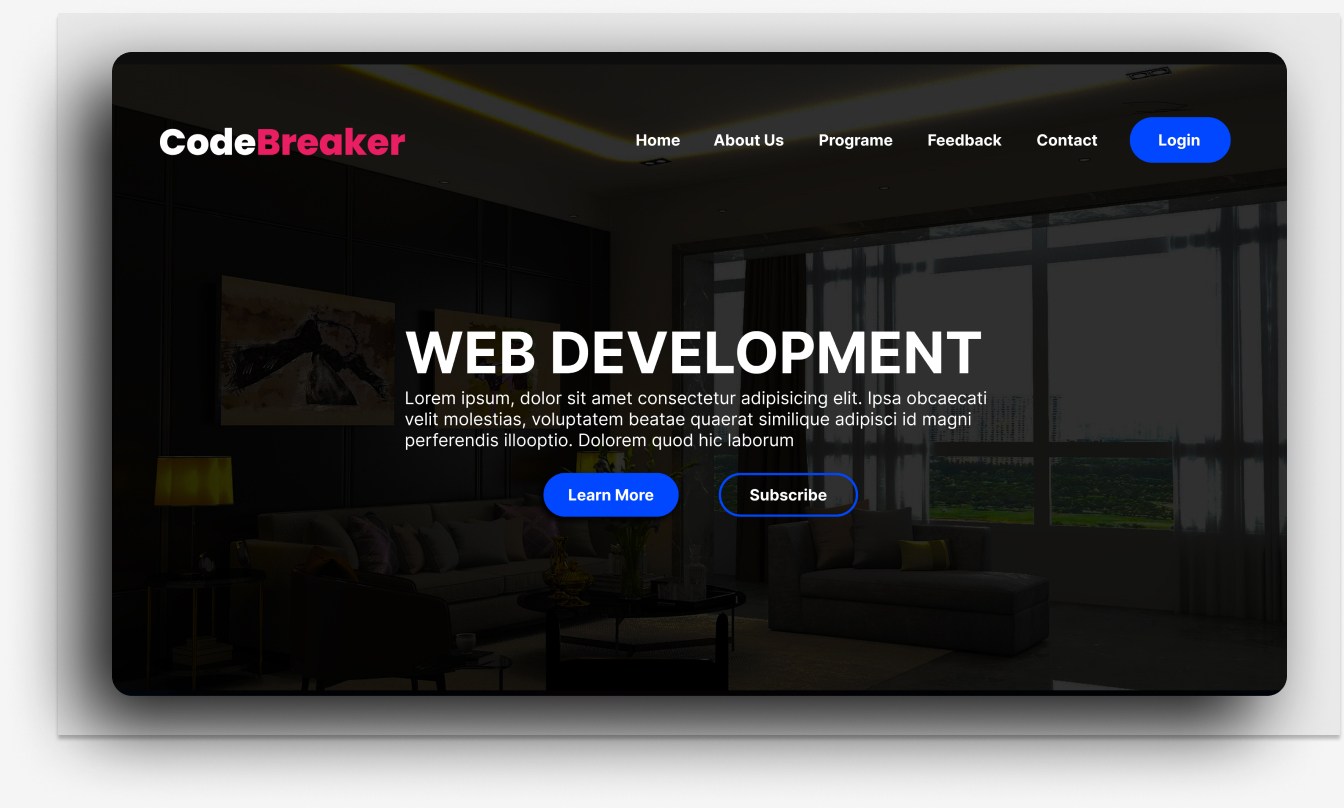 CodeBreaker
Home About Us Programe Feedback Contact Login
WEB DEVELOPMENT
Lorem ipsum, dolor sit amet consectetur adipisicing elit. Ipsa obcaecati
velit molestias, voluptatem beatae quaerat similique adipisci id magni
perferendis illooptio. Dolorem quod hic laborum
Learn More Subscribe